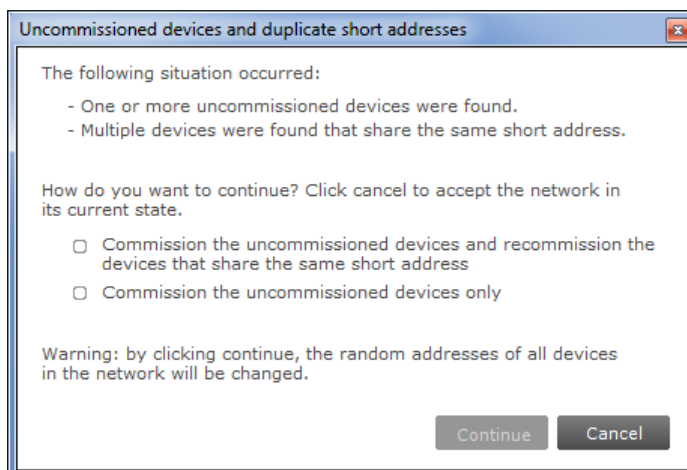 Uncommissioned devices and duplicate short addresses
The following situation occurred:
- One or more uncommissioned devices were found.
- Multiple devices were found that share the same short address.
How do you want to continue? Click cancel to accept the network in
its current state.
Commission the uncommissioned devices and recommission the
devices that share the same short address
Commission the uncommissioned devices only
Warning: by clicking continue, the random addresses of all devices
in the network will be changed.
Continue
Cancel